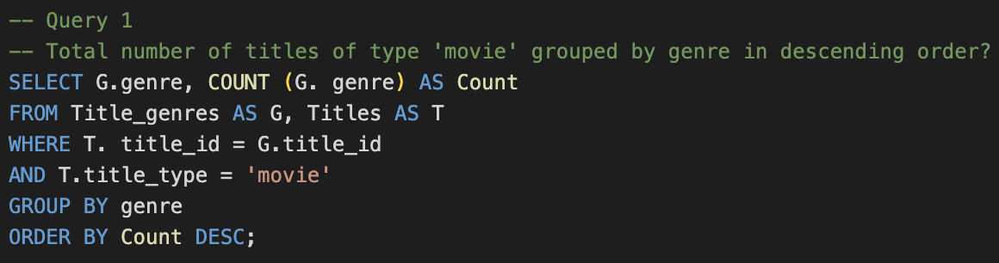 -- Query 1
-- Total number of titles of type 'movie' grouped by genre in descending order?
SELECT G.genre, COUNT (G. genre) AS Count
FROM Title_genres AS G, Titles AS T
WHERE T. title_id = G.title_id
AND T.title_type = 'movie'
GROUP BY genre
ORDER BY Count DESC;